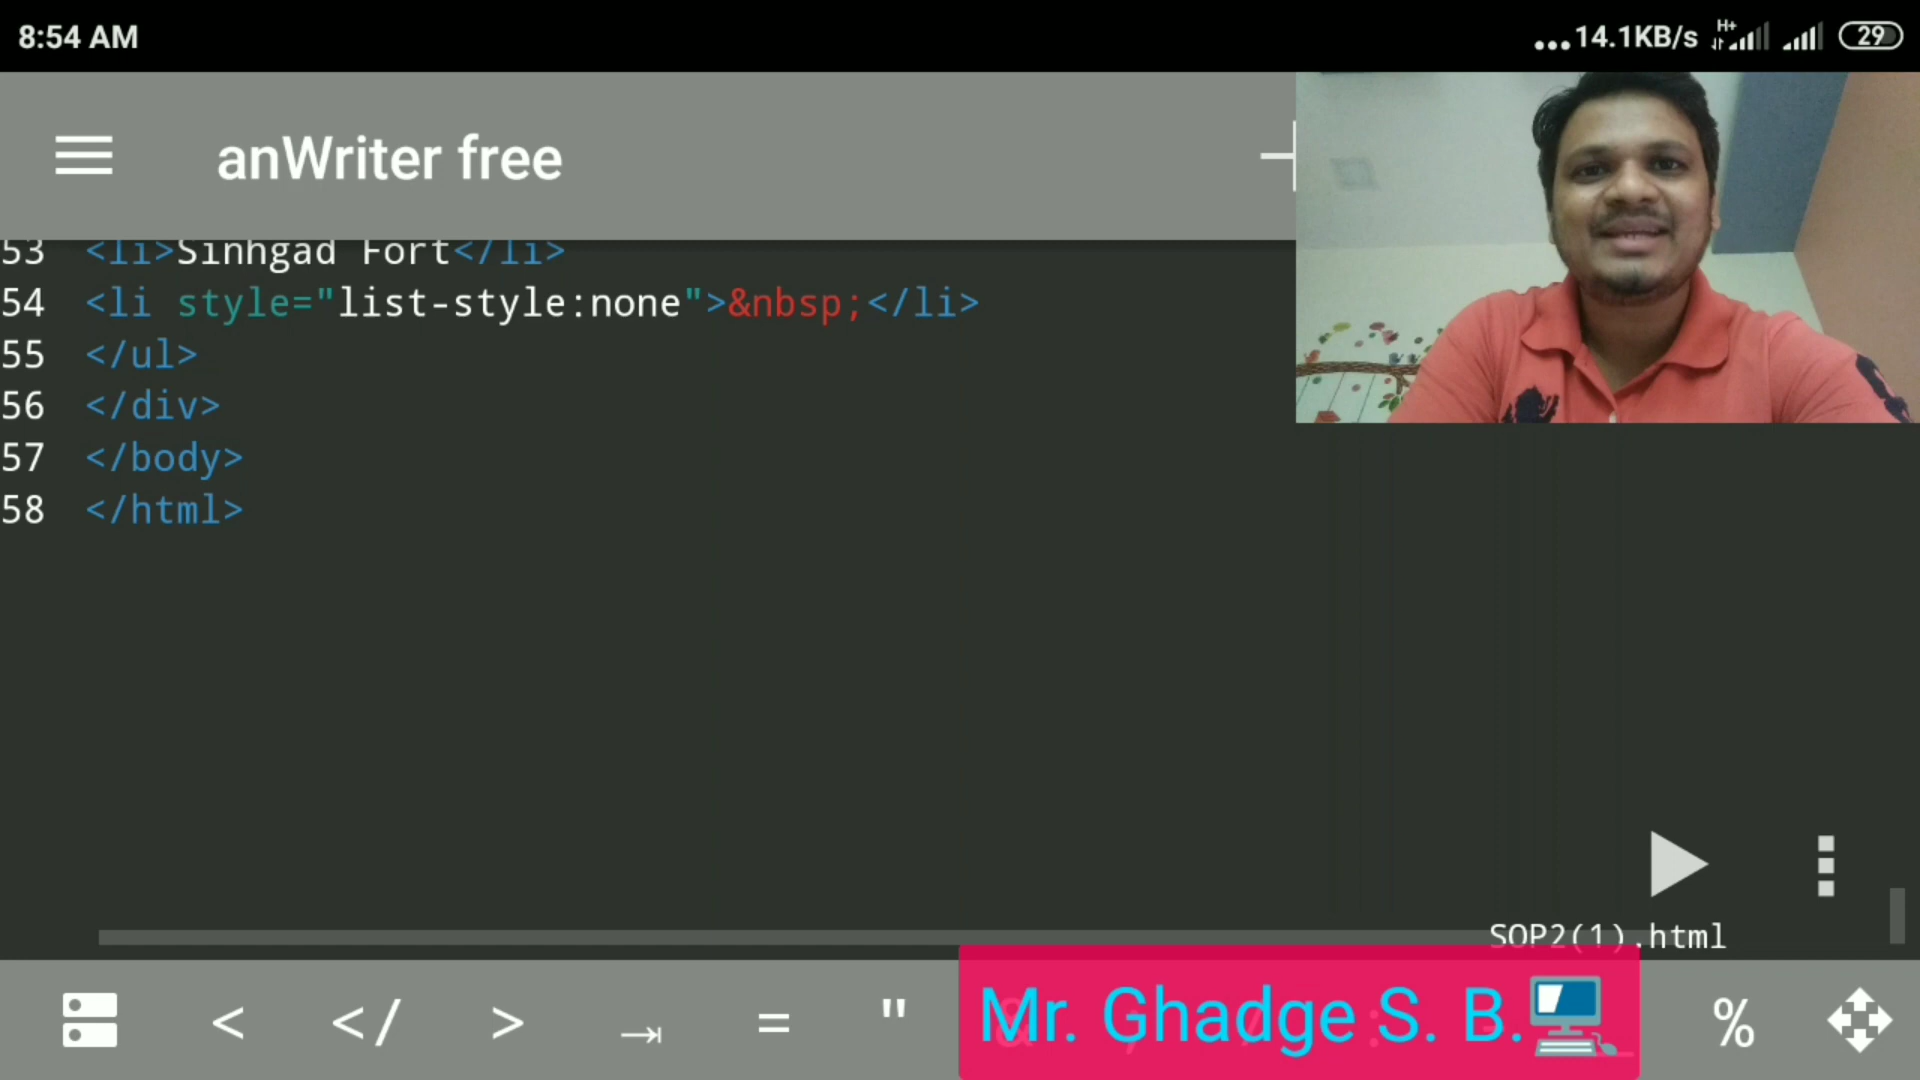 8:54 AM
...14.1KB/s H+ 29
anWriter free
53 <li>Sinhgad Fort</li>
54 <li style="list-style:none">&nbsp;</li>
55 </ul>
56 </div>
57 </body>
58 </html>
SOP2(1).html
< </ > →| = " % 
Mr. Ghadge S. B.